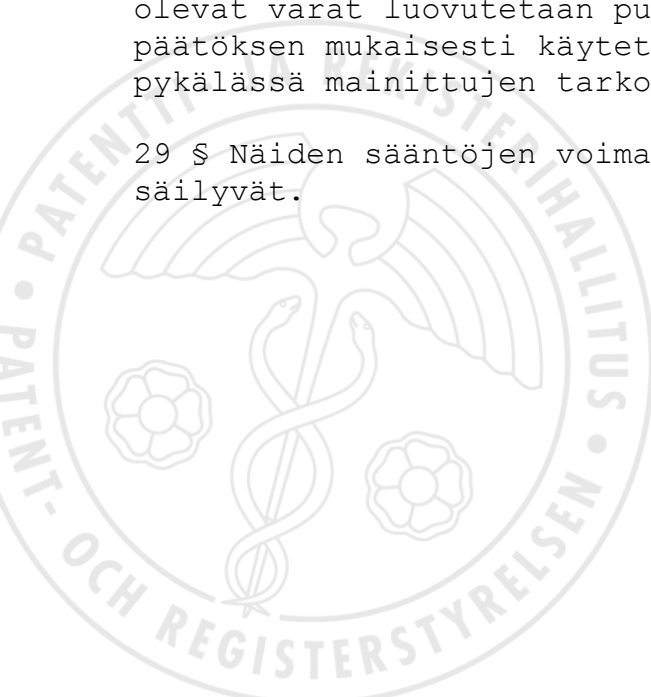 olevat varat luovutetaan pu
päätöksen mukaisesti käytet
pykälässä mainittujen tarko
29 § Näiden sääntöjen voima
säilyvät.
PATENTTI JA REKISTERIHALLITUS
PATENT- OCH REGISTERSTYRELSEN